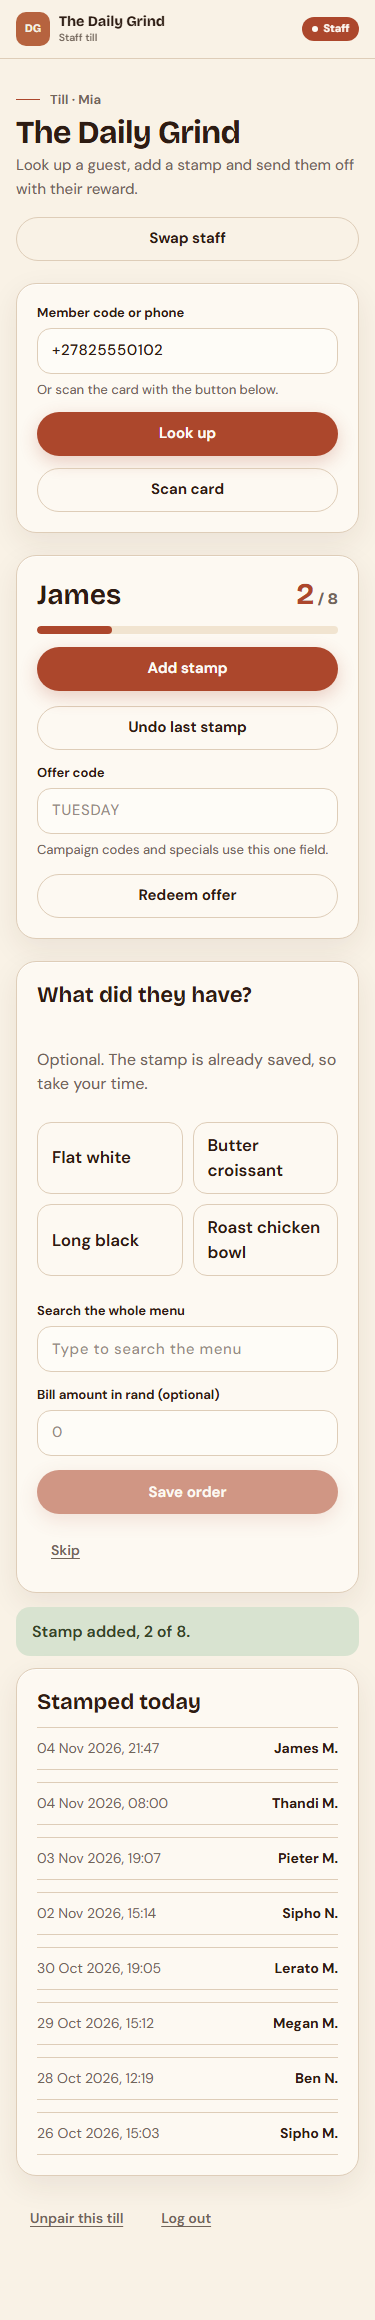 DG
The Daily Grind
Staff till
Staff
Till · Mia
The Daily Grind
Look up a guest, add a stamp and send them off
with their reward.
Swap staff
Member code or phone
+27825550102
Or scan the card with the button below.
Look up
Scan card
James
2 / 8
Add stamp
Undo last stamp
Offer code
TUESDAY
Campaign codes and specials use this one field.
Redeem offer
What did they have?
Optional. The stamp is already saved, so
take your time.
Flat white
Butter
croissant
Long black
Roast chicken
bowl
Search the whole menu
Type to search the menu
Bill amount in rand (optional)
0
Save order
Skip
Stamp added, 2 of 8.
Stamped today
04 Nov 2026, 21:47 James M.
04 Nov 2026, 08:00 Thandi M.
03 Nov 2026, 19:07 Pieter M.
02 Nov 2026, 15:14 Sipho N.
30 Oct 2026, 19:05 Lerato M.
29 Oct 2026, 15:12 Megan M.
28 Oct 2026, 12:19 Ben N.
26 Oct 2026, 15:03 Sipho M.
Unpair this till Log out